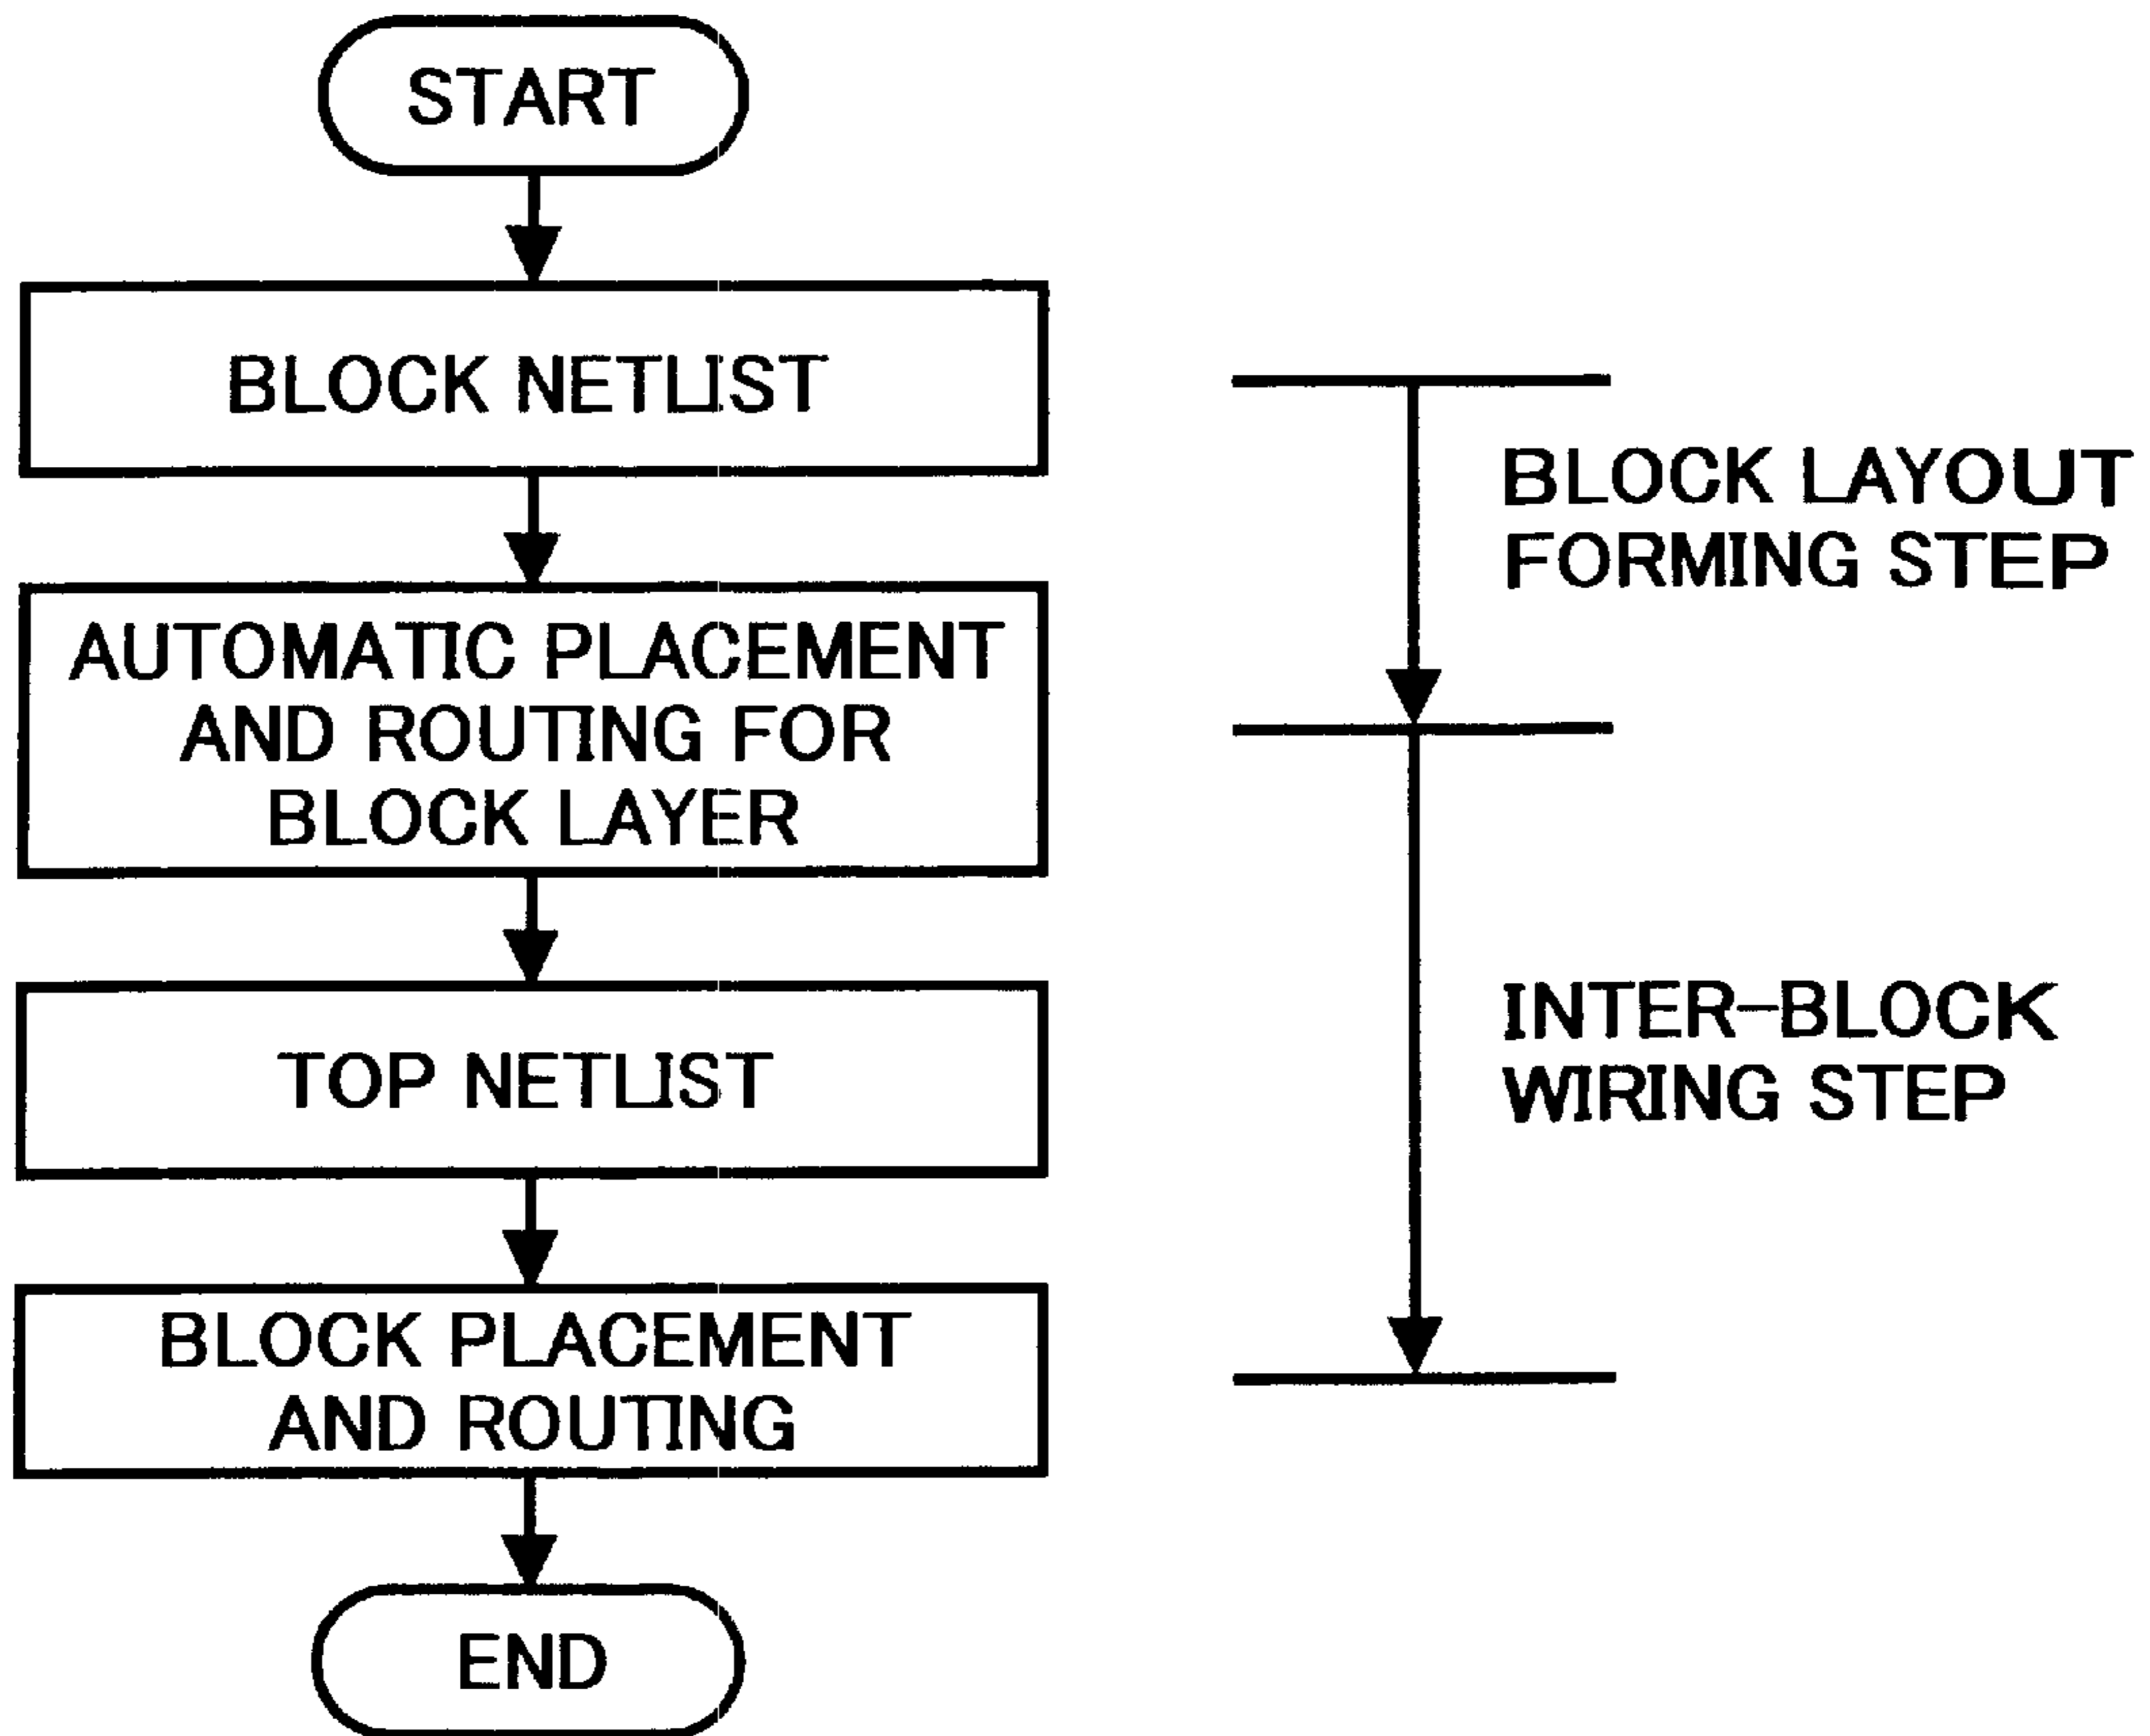 START
BLOCK NETLIST
AUTOMATIC PLACEMENT
AND ROUTING FOR
BLOCK LAYER
TOP NETLIST
BLOCK PLACEMENT
AND ROUTING
END
BLOCK LAYOUT
FORMING STEP
INTER-BLOCK
WIRING STEP